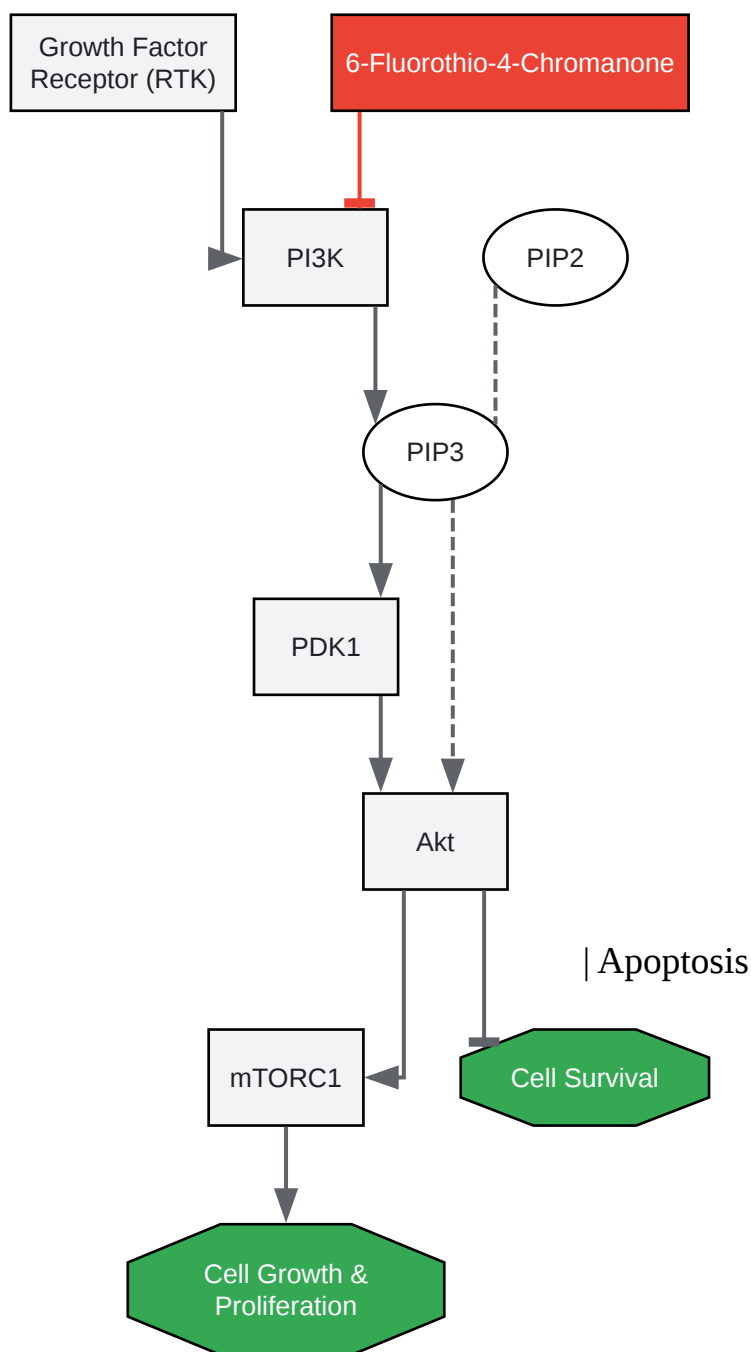 Growth Factor
Receptor (RTK)
6-Fluorothio-4-Chromanone
PI3K
PIP2
PIP3
PDK1
Akt
| Apoptosis
mTORC1
Cell Survival
Cell Growth &
Proliferation